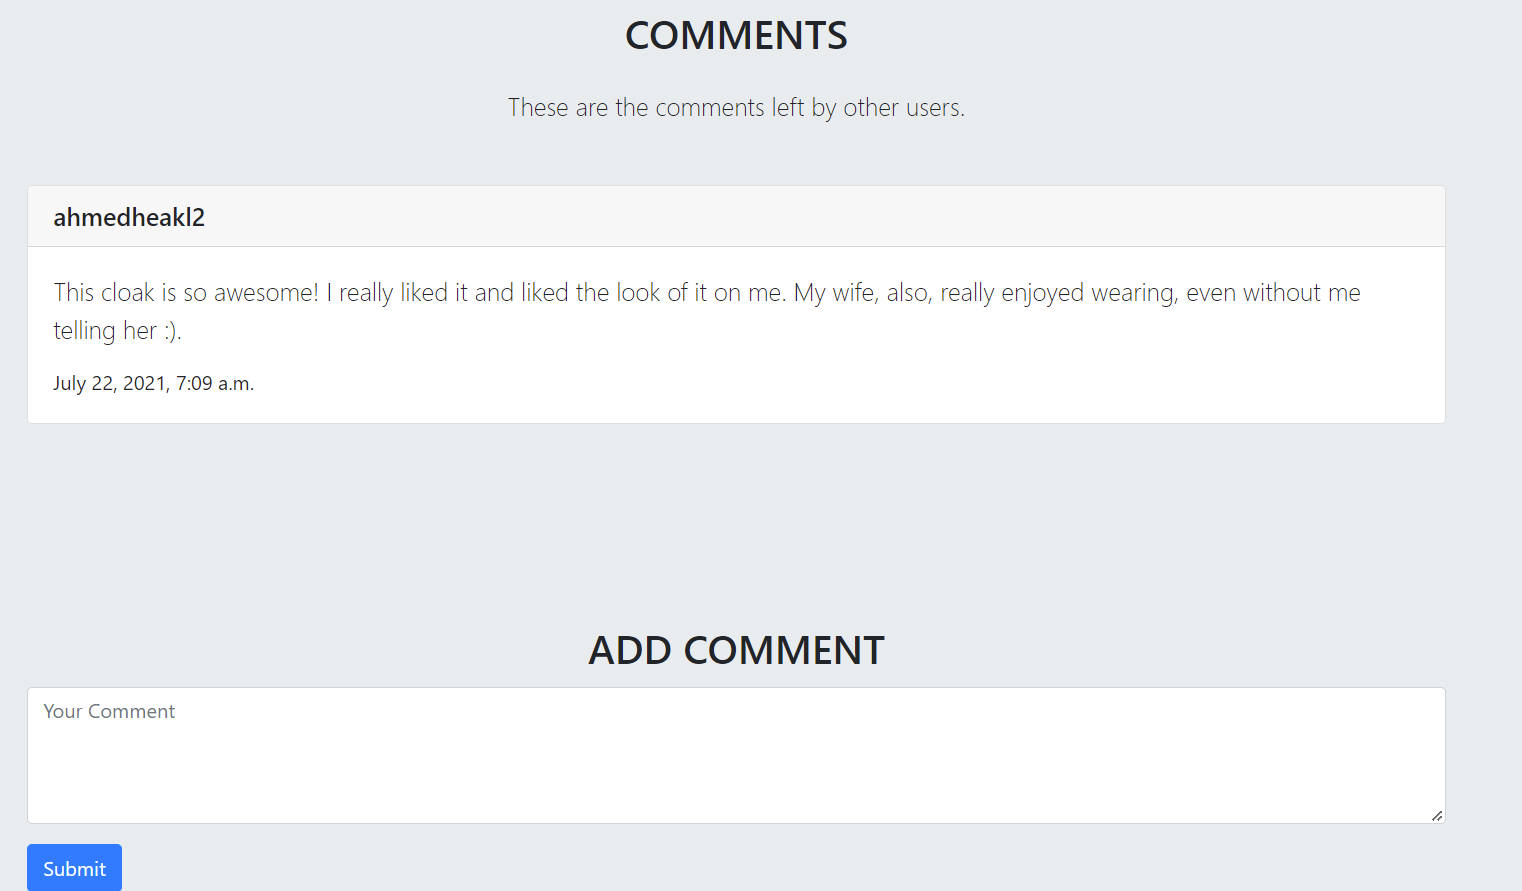 COMMENTS
These are the comments left by other users.
ahmedheakl2
This cloak is so awesome! I really liked it and liked the look of it on me. My wife, also, really enjoyed wearing, even without me
telling her :).
July 22, 2021, 7:09 a.m.
ADD COMMENT
Your Comment
Submit